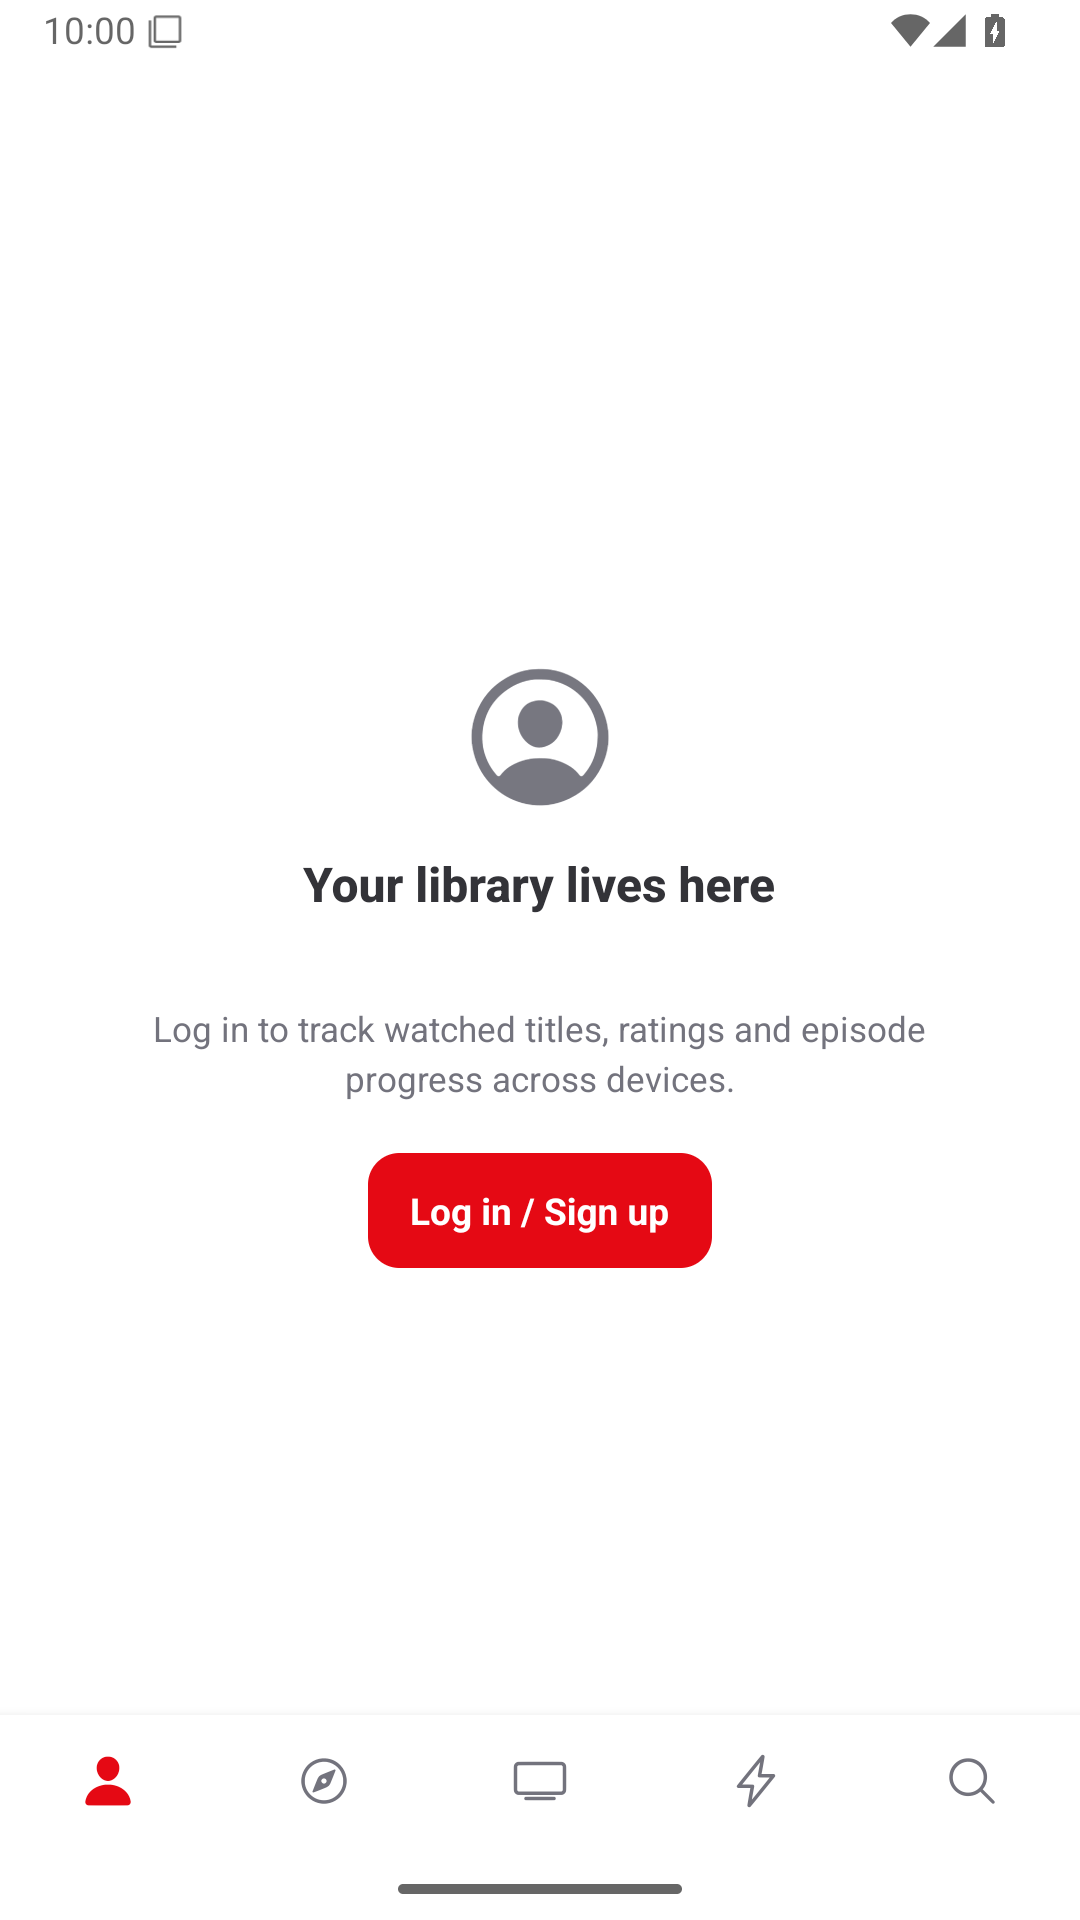 10:00
Your library lives here
Log in to track watched titles, ratings and episode
progress across devices.
Log in / Sign up